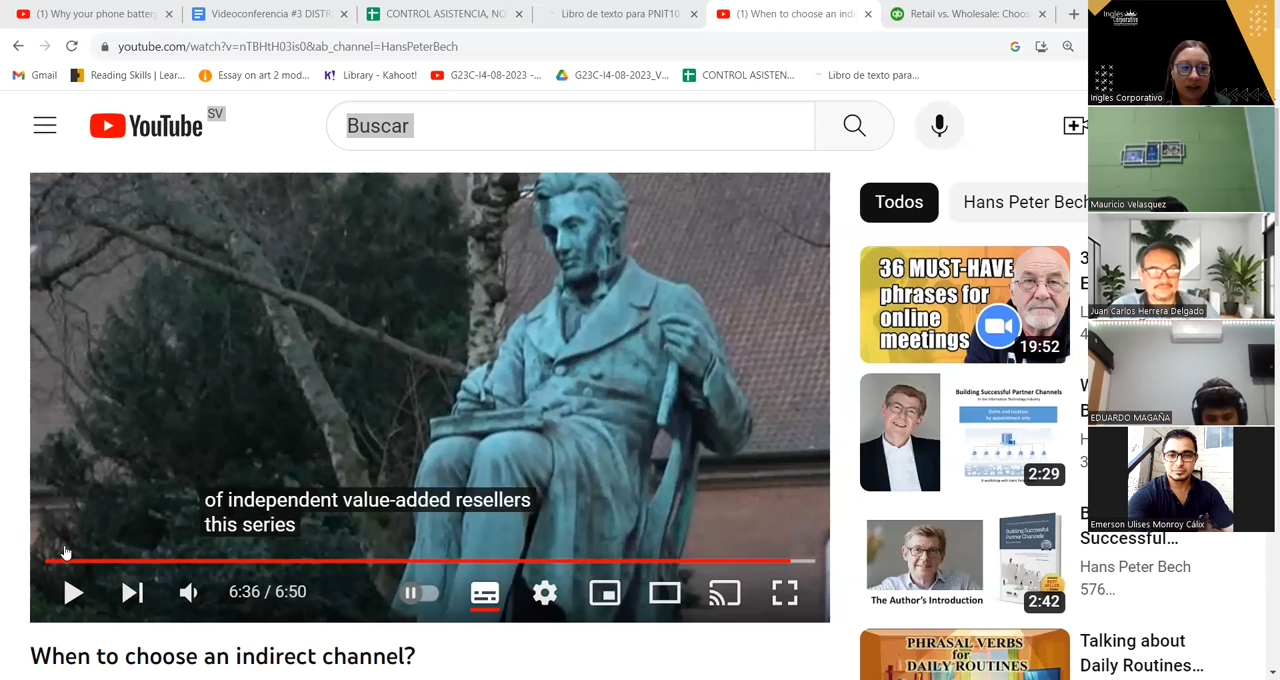 (1) Why your phone battery
Videoconferencia #3 DISTR
CONTROL ASISTENCIA, NO
Libro de texto para PNIT10
(1) When to choose an indi
Retail vs. Wholesale: Choos
youtube.com/watch?v=nTBHtH03is0&ab_channel=HansPeterBech
Gmail
Reading Skills | Lear...
Essay on art 2 mod...
Library - Kahoot!
G23C-I4-08-2023 -...
G23C-I4-08-2023_V...
CONTROL ASISTEN...
Libro de texto para...
YouTube
SV
Buscar
of independent value-added resellers
this series
6:36 / 6:50
When to choose an indirect channel?
Todos
Hans Peter Bech
36 MUST-HAVE
phrases for
online
meetings
19:52
Building Successful Partner Channels
2:29
The Author's Introduction
2:42
Successful...
Hans Peter Bech
576...
PHRASAL VERBS
for
DAILY ROUTINES
Talking about
Daily Routines...
Inglés
Corporativo
Ingles Corporativo
Mauricio Velasquez
Juan Carlos Herrera Delgado
EDUARDO MAGAÑA
Emerson Ulises Monroy Cálix